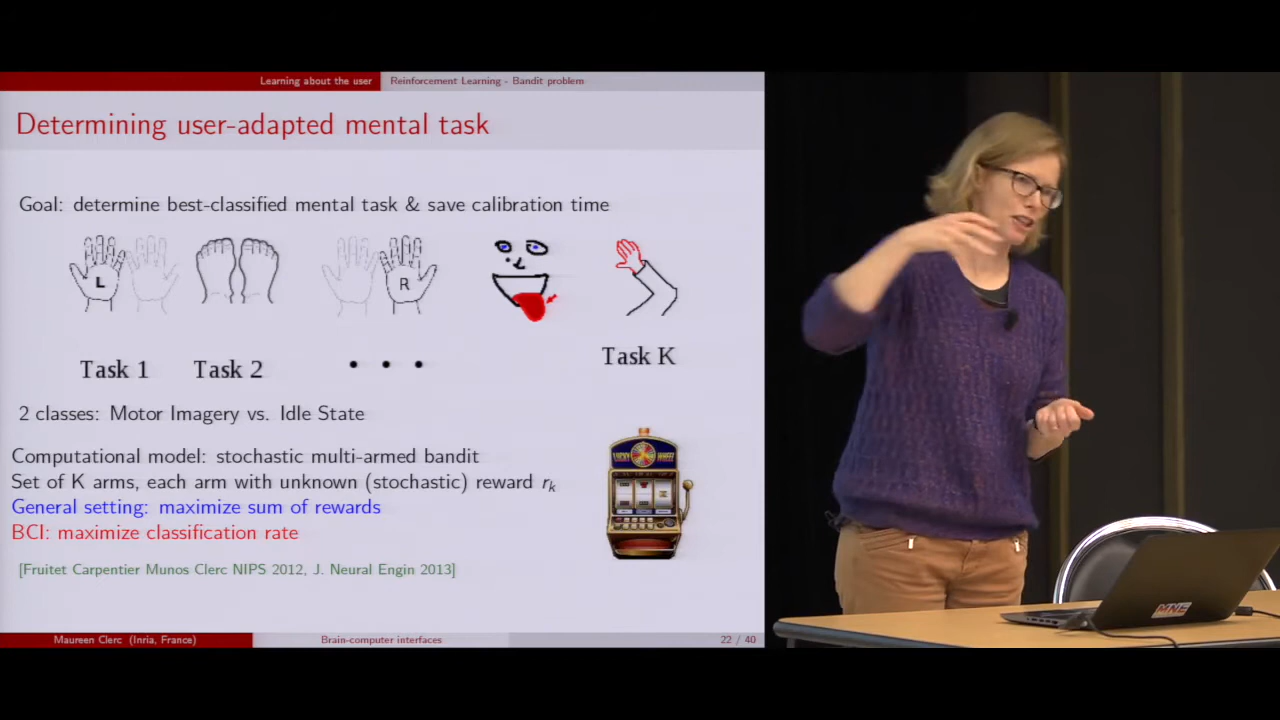 Learning about the user
Reinforcement Learning - Bandit problem
Determining user-adapted mental task
Goal: determine best-classified mental task & save calibration time
L
R
Task 1
Task 2
. . .
Task K
2 classes: Motor Imagery vs. Idle State
Computational model: stochastic multi-armed bandit
Set of K arms, each arm with unknown (stochastic) reward rk
General setting: maximize sum of rewards
BCI: maximize classification rate
LUCKY WHEEL
[Fruitet Carpentier Munos Clerc NIPS 2012, J. Neural Engin 2013]
Maureen Clerc (Inria, France)
Brain-computer interfaces
22 / 40
MNE